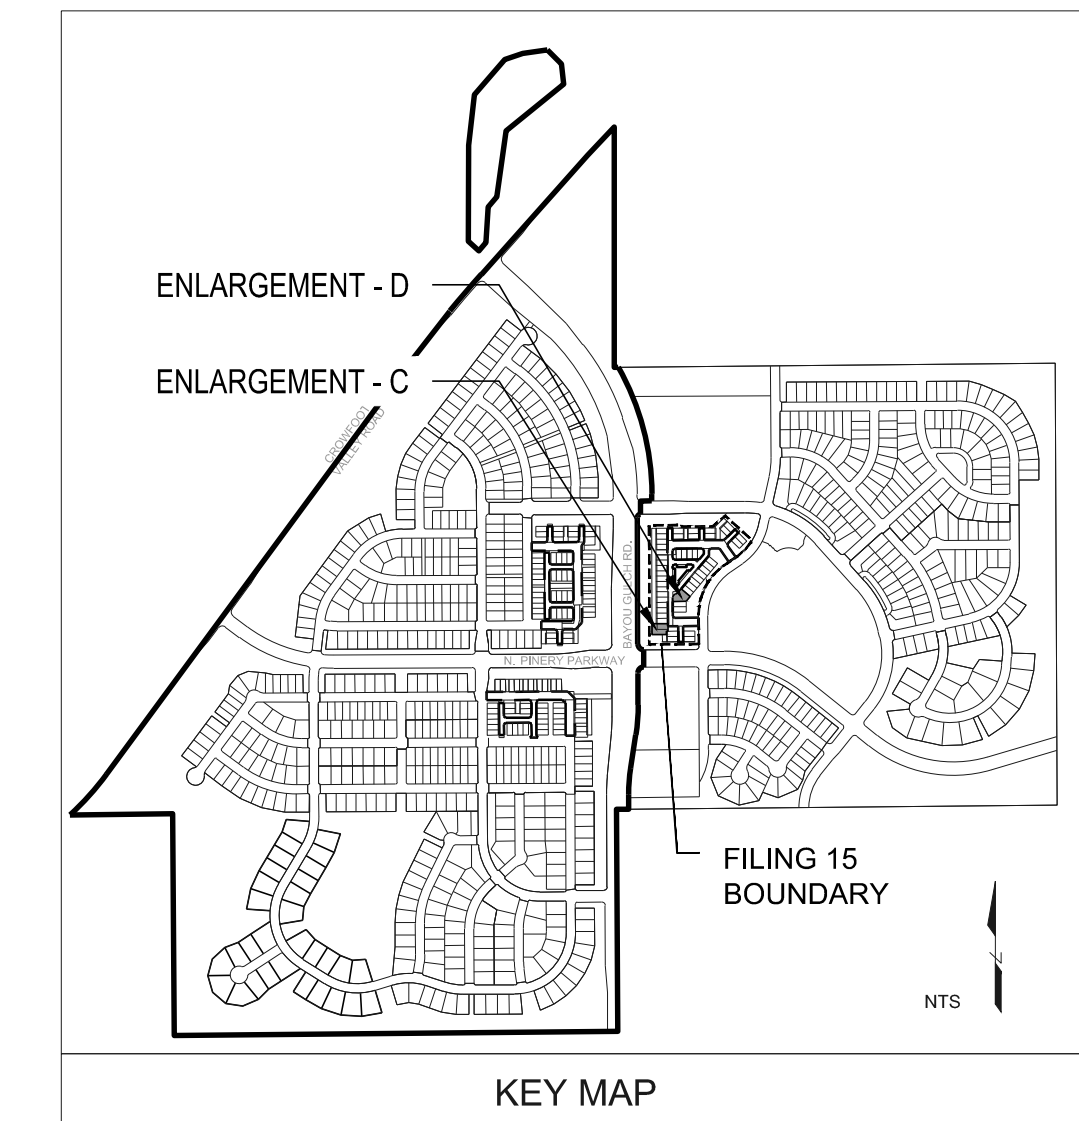 ENLARGEMENT - D
ENLARGEMENT - C
CROWFOOT
VALLEY ROAD
BAYOU GULCH RD.
N. PINERY PARKWAY
FILING 15
BOUNDARY
NTS
KEY MAP